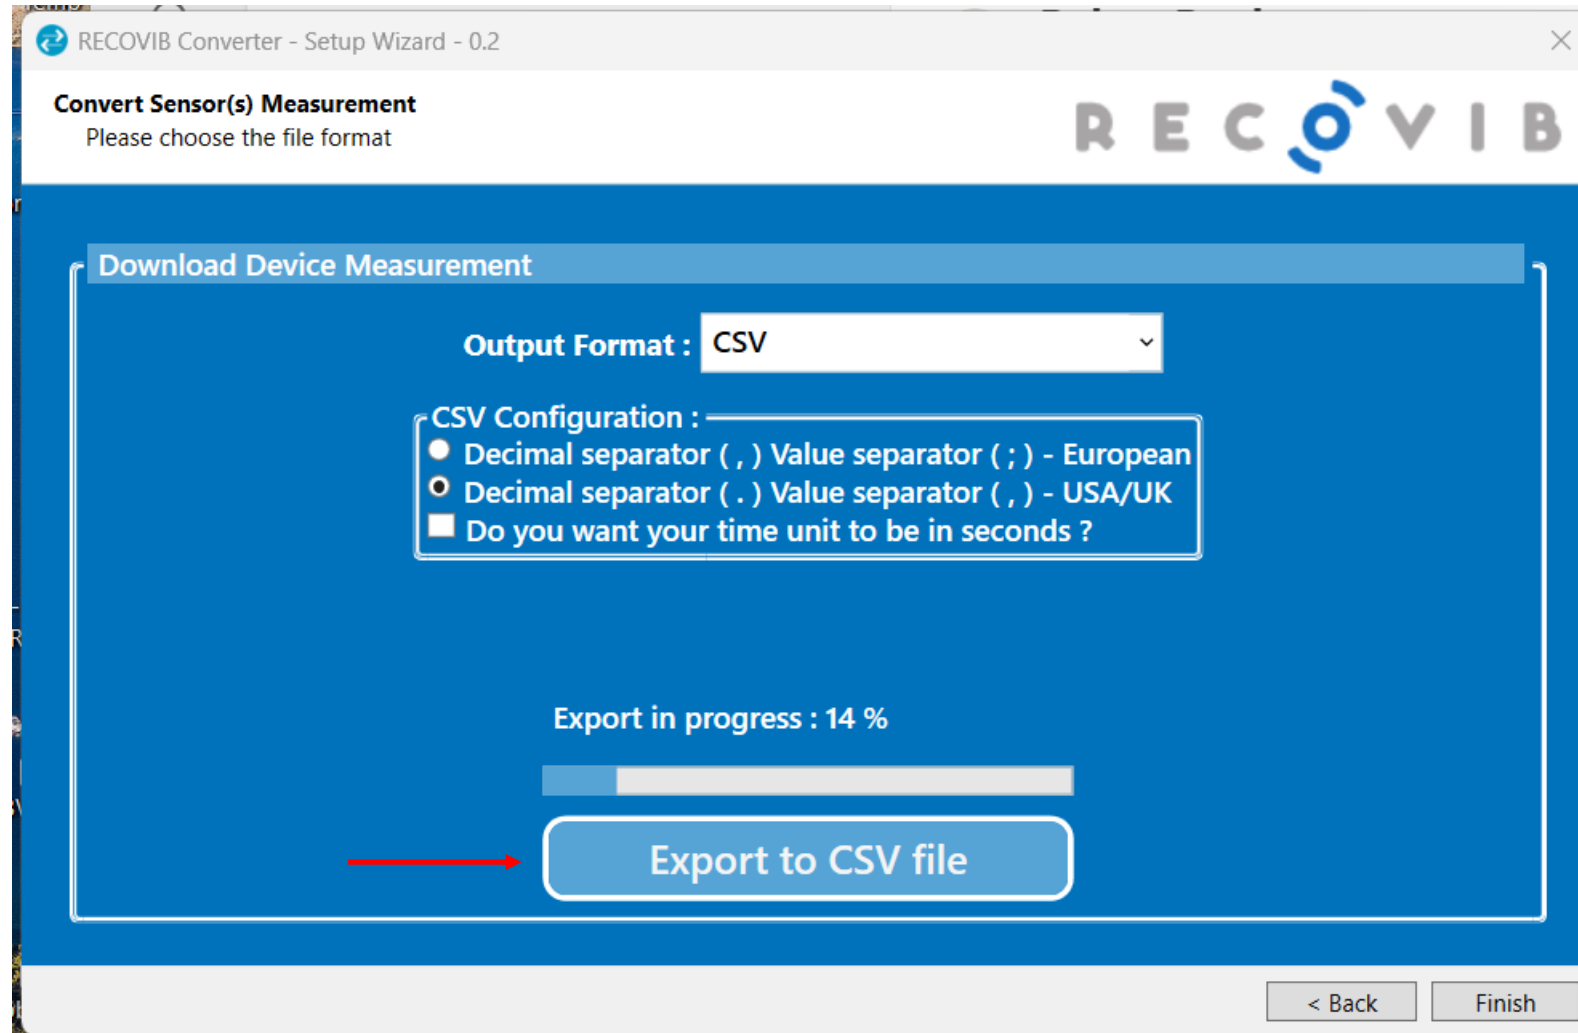 RECOVIB Converter - Setup Wizard - 0.2
Convert Sensor(s) Measurement
Please choose the file format
RECOVIB
Download Device Measurement
Output Format : CSV
CSV Configuration :
Decimal separator ( , ) Value separator ( ; ) - European
Decimal separator ( . ) Value separator ( , ) - USA/UK
Do you want your time unit to be in seconds ?
Export in progress : 14 %
Export to CSV file
< Back
Finish